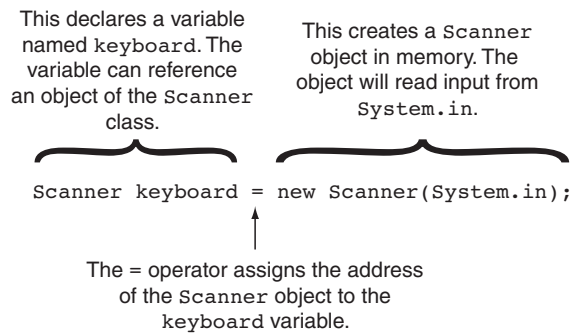 This declares a variable
named keyboard. The
variable can reference
an object of the Scanner
class.
This creates a Scanner
object in memory. The
object will read input from
System.in.
Scanner keyboard = new Scanner(System.in);
The = operator assigns the address
of the Scanner object to the
keyboard variable.